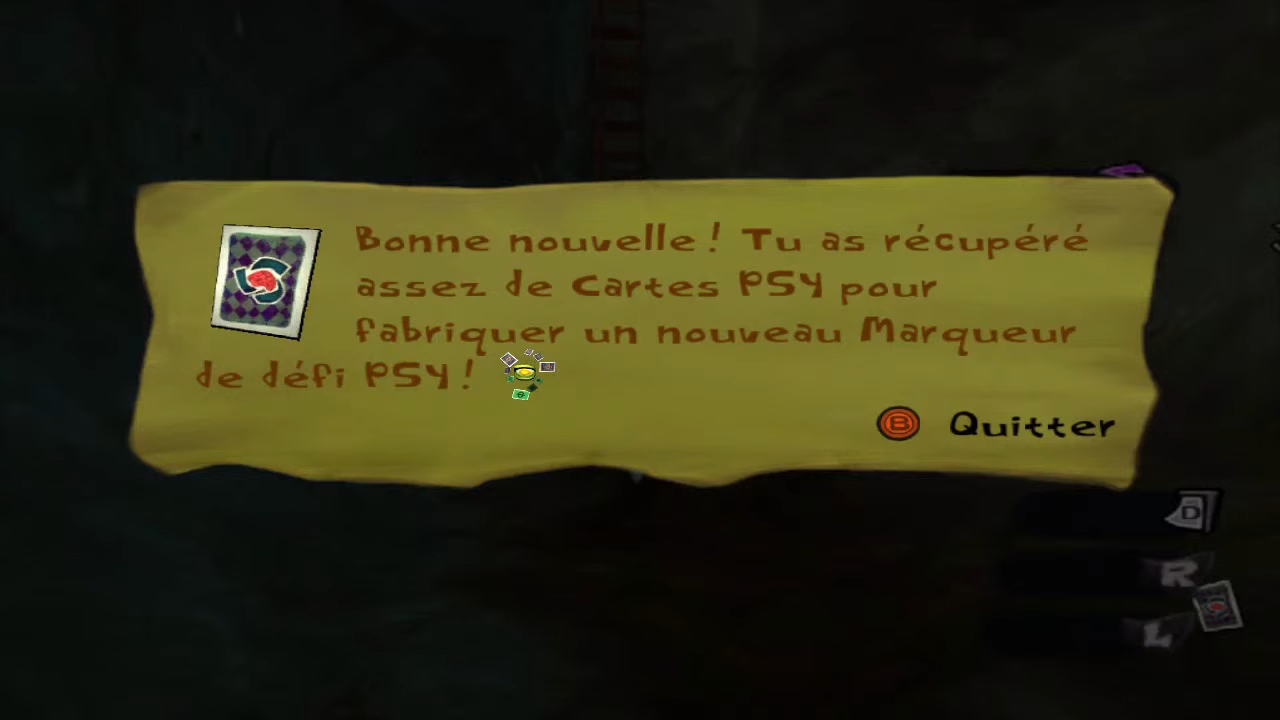 Bonne nouvelle ! Tu as récupéré
assez de Cartes PSY pour
fabriquer un nouveau Marqueur
de défi PSY !
B Quitter
D
R
L